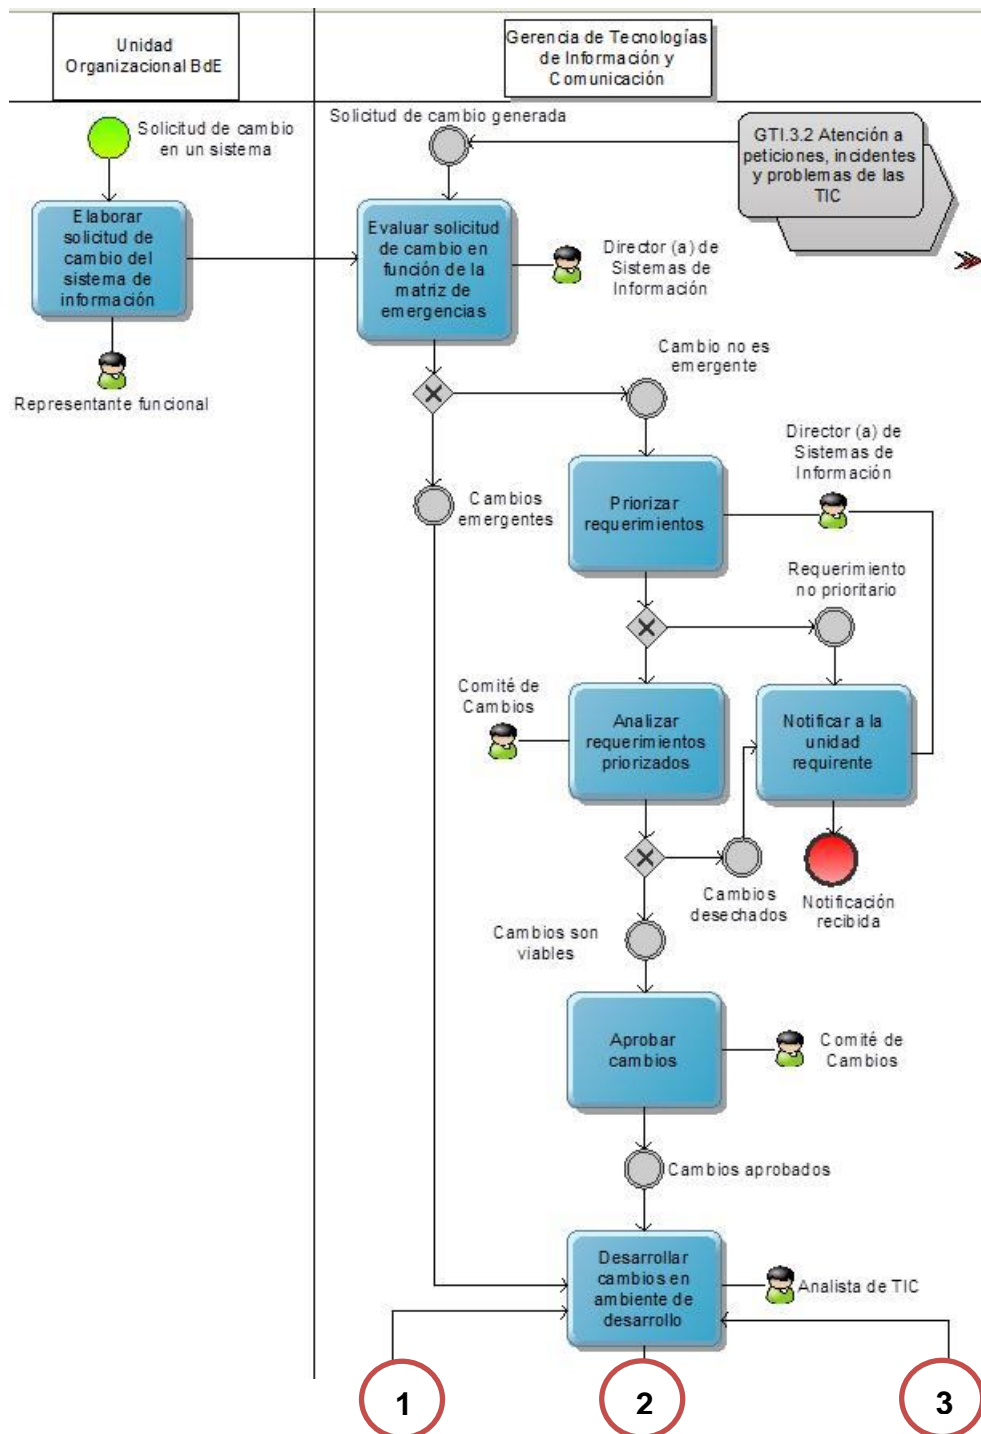 Unidad
Organizacional BdE
Gerencia de Tecnologías
de Información y
Comunicación
Solicitud de cambio
en un sistema
Solicitud de cambio generada
GTI.3.2 Atención a
peticiones, incidentes
y problemas de las
TIC
Elaborar
solicitud de
cambio del
sistema de
información
Evaluar solicitud
de cambio en
función de la
matriz de
emergencias
Director (a) de
Sistemas de
Información
Representante funcional
Cambio no es
emergente
Cambios
emergentes
Priorizar
requerimientos
Director (a) de
Sistemas de
Información
Requerimiento
no prioritario
Comité de
Cambios
Analizar
requerimientos
priorizados
Notificar a la
unidad
requirente
Cambios
desechados
Notificación
recibida
Cambios son
viables
Aprobar
cambios
Comité de
Cambios
Cambios aprobados
Desarrollar
cambios en
ambiente de
desarrollo
Analista de TIC
1
2
3